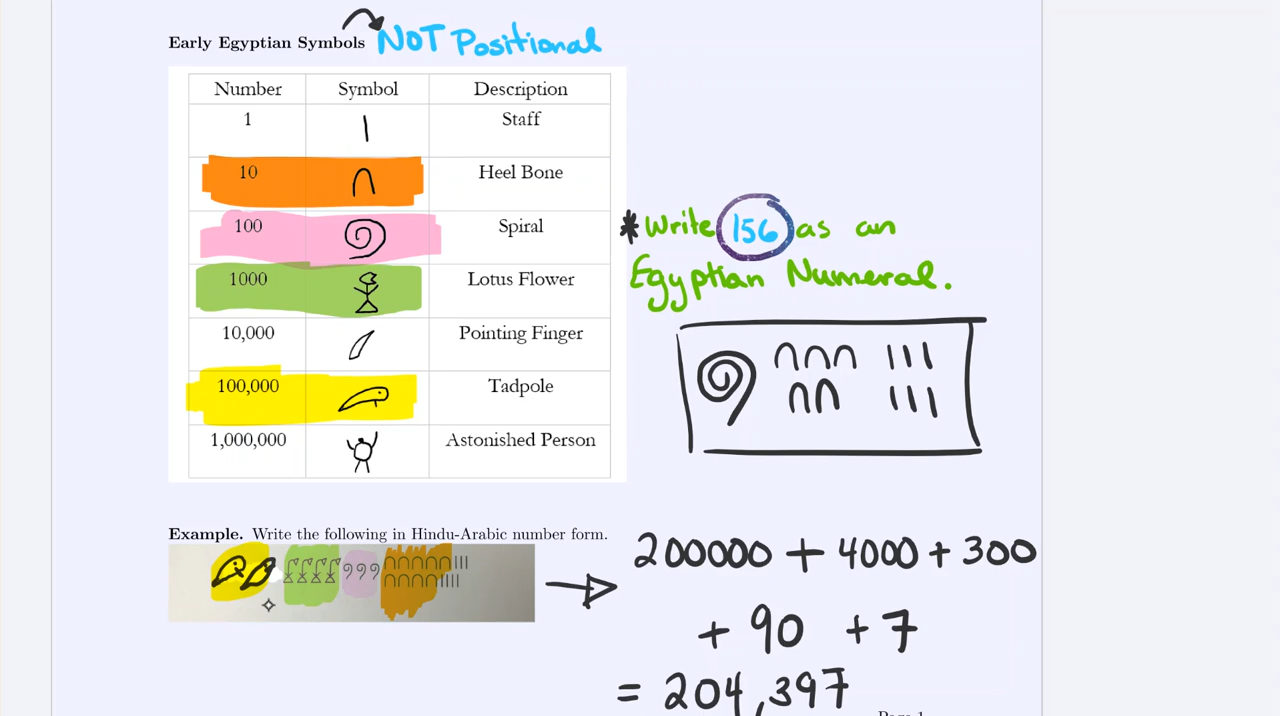 Early Egyptian Symbols NOT Positional
Number Symbol Description
1 Staff
10 Heel Bone
100 Spiral
1000 Lotus Flower
10,000 Pointing Finger
100,000 Tadpole
1,000,000 Astonished Person
*Write 156 as an
Egyptian Numeral.
Example. Write the following in Hindu-Arabic number form.
200000 + 4000 + 300
+ 90 + 7
= 204,397
Page 1